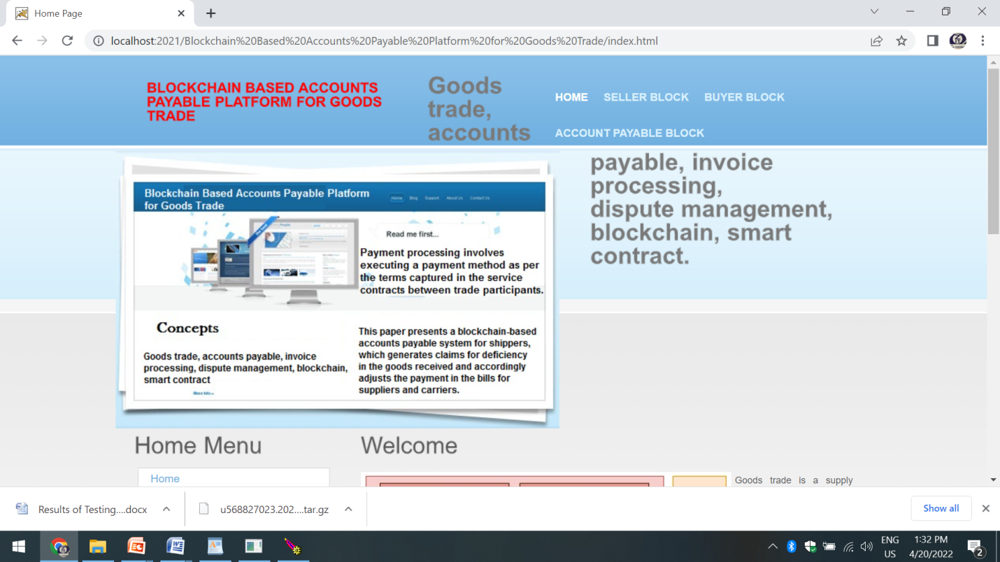 Home Page
localhost:2021/Blockchain%20Based%20Accounts%20Payable%20Platform%20for%20Goods%20Trade/index.html
BLOCKCHAIN BASED ACCOUNTS
PAYABLE PLATFORM FOR GOODS
TRADE
Goods
trade,
accounts
HOME SELLER BLOCK BUYER BLOCK
ACCOUNT PAYABLE BLOCK
payable, invoice
processing,
dispute management,
blockchain, smart
contract.
Blockchain Based Accounts Payable Platform
for Goods Trade
Home Blog Support About Us Contact Us
Read me first...
Payment processing involves
executing a payment method as per
the terms captured in the service
contracts between trade participants.
Concepts
Goods trade, accounts payable, invoice
processing, dispute management, blockchain,
smart contract
More Info
This paper presents a blockchain-based
accounts payable system for shippers,
which generates claims for deficiency
in the goods received and accordingly
adjusts the payment in the bills for
suppliers and carriers.
Home Menu
Welcome
Home
Goods trade is a supply
Results of Testing....docx
u568827023.202....tar.gz
Show all
ENG
US
1:32 PM
4/20/2022
2